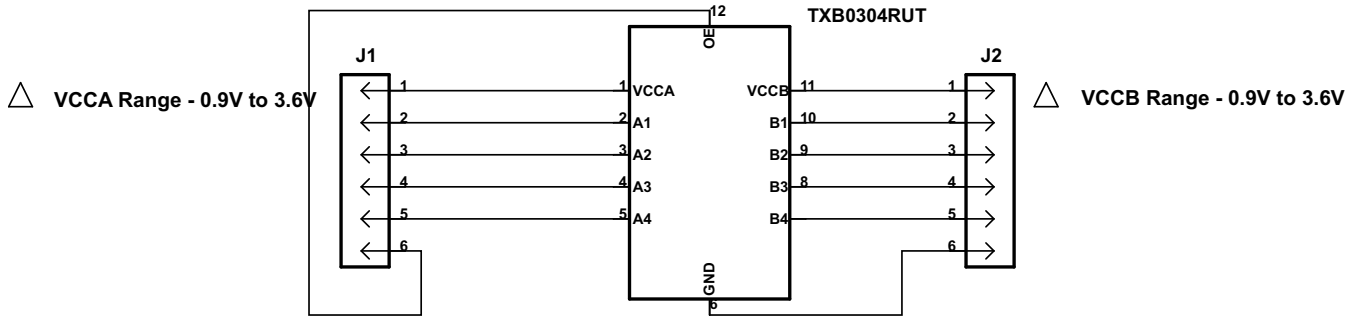 12
TXB0304RUT
OE
J1
J2
VCCA Range - 0.9V to 3.6V
VCCB Range - 0.9V to 3.6V
1 1 VCCA VCCB 11 1
2 2 A1 B1 10 2
3 3 A2 B2 9 3
4 4 A3 B3 8 4
5 5 A4 B4 5
6 6
GND
6